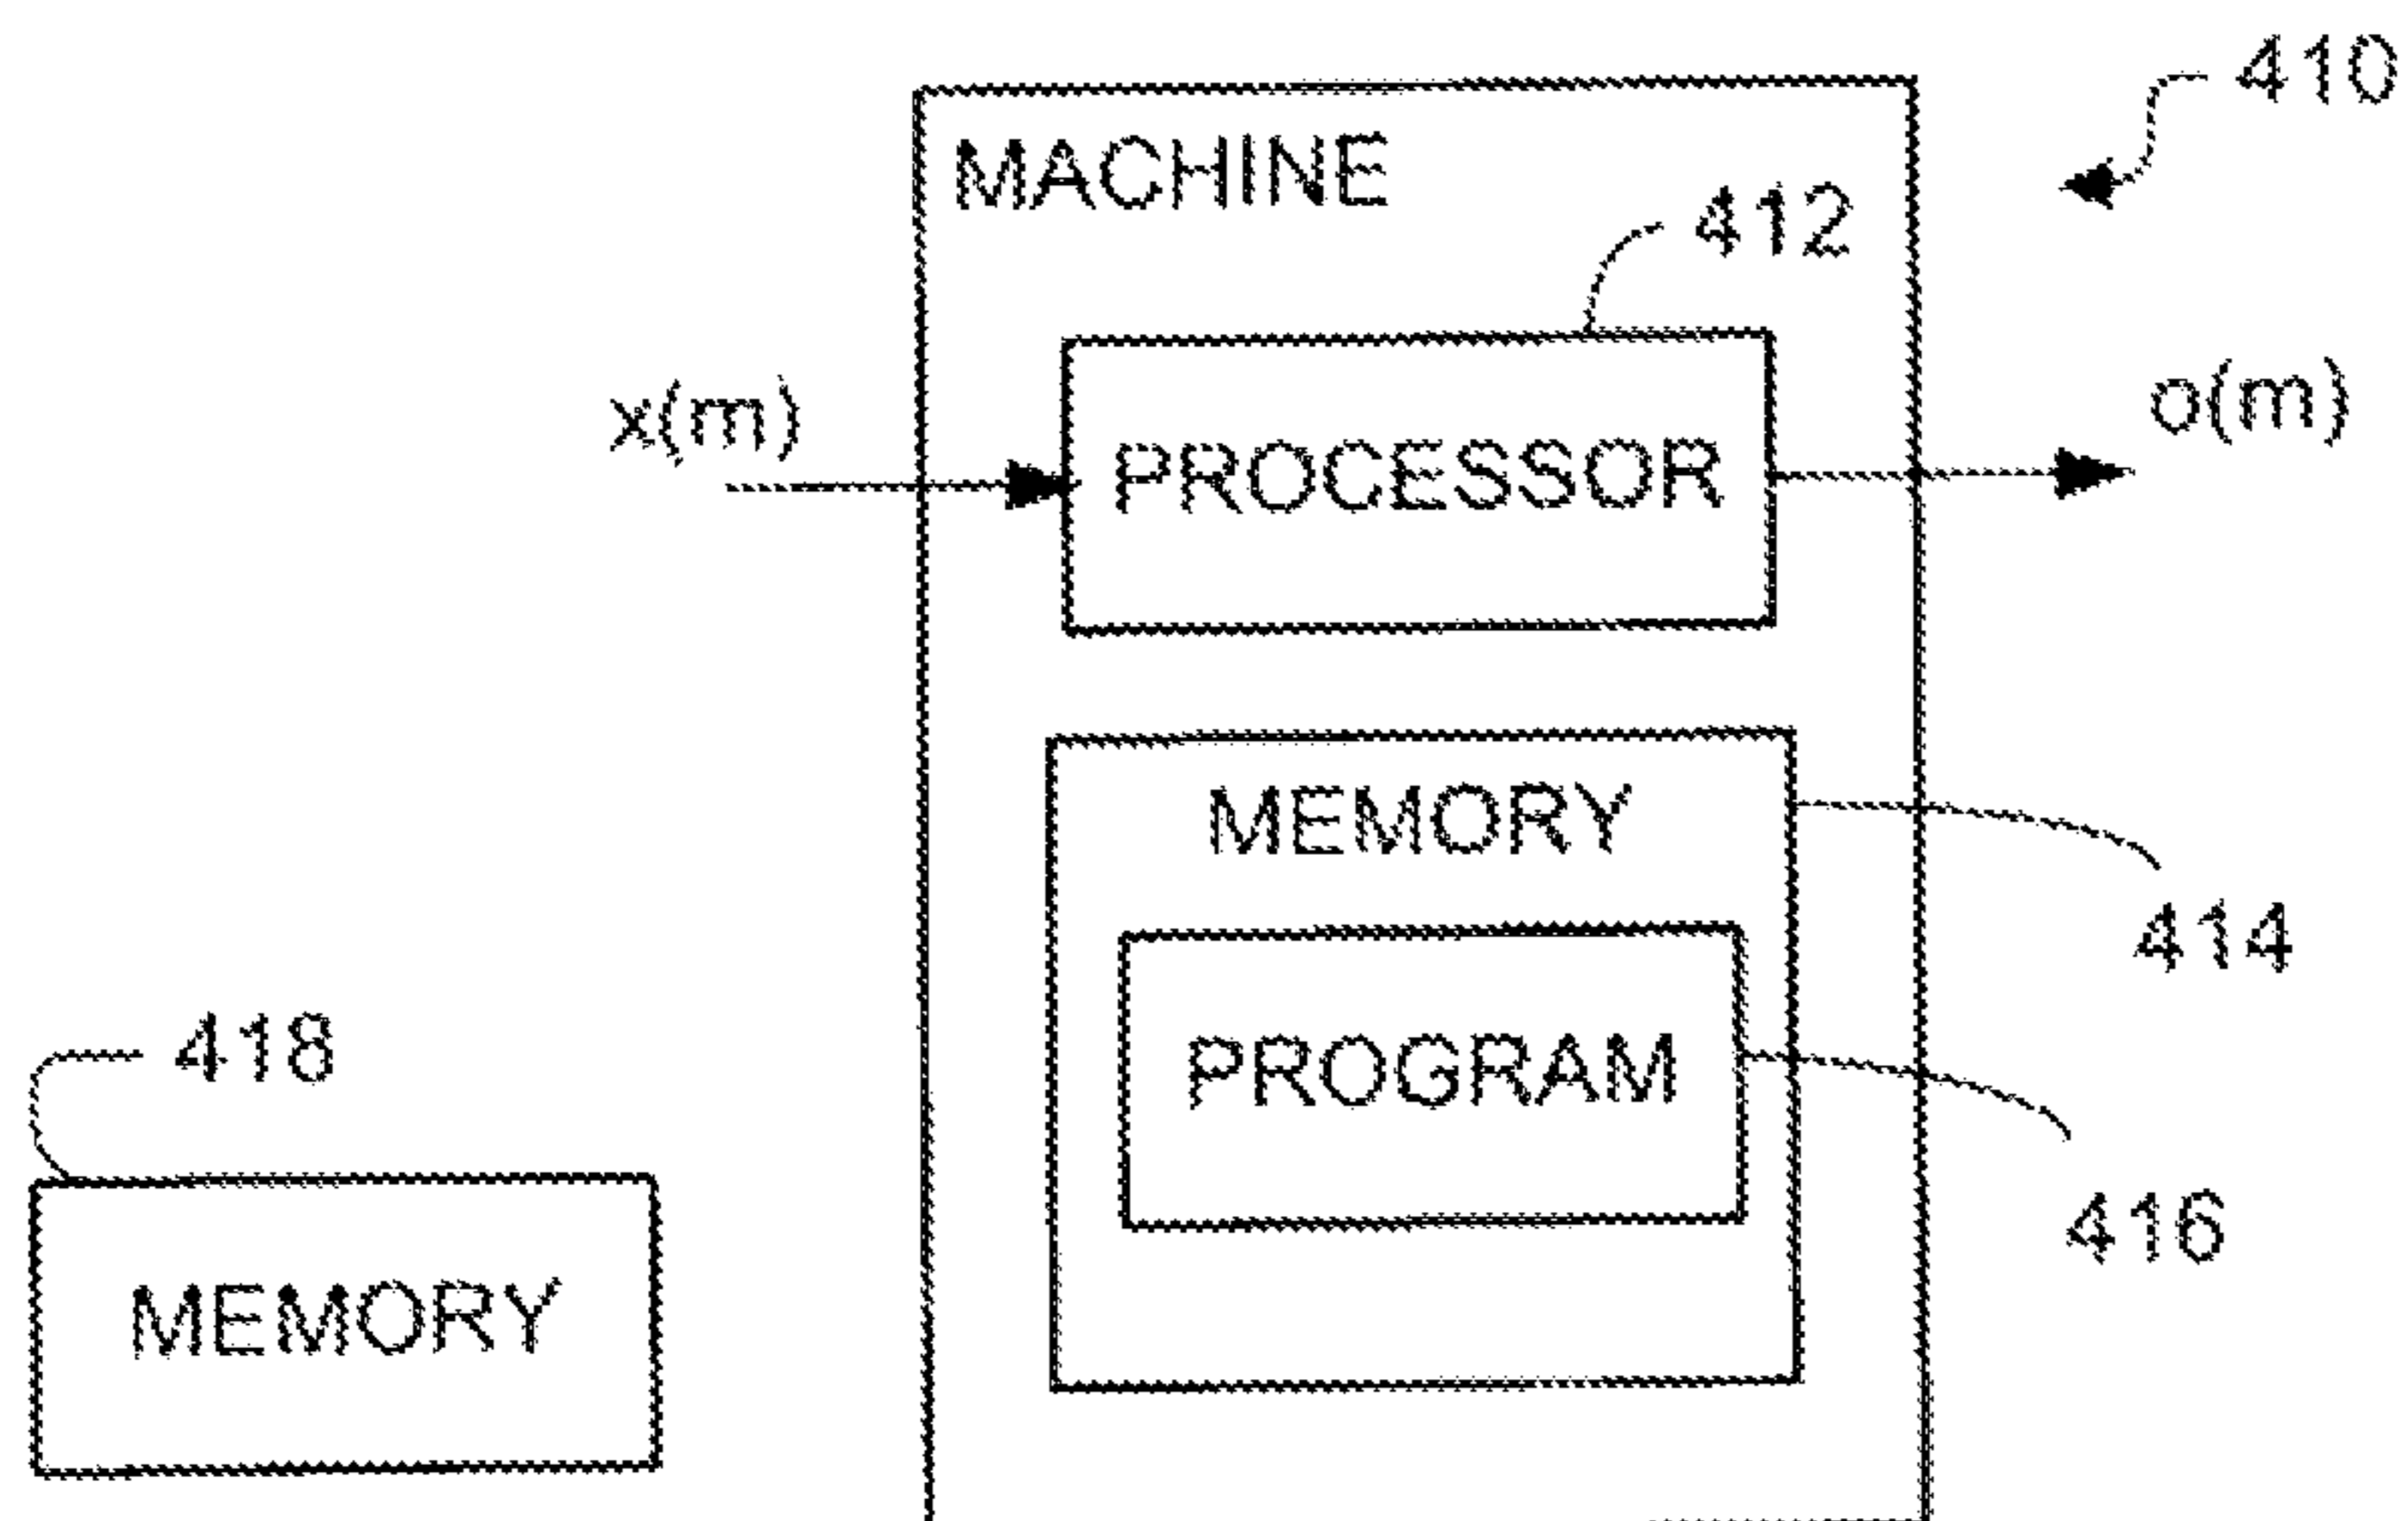 410
MACHINE
412
x(m)
o(m)
PROCESSOR
MEMORY
414
PROGRAM
418
416
MEMORY